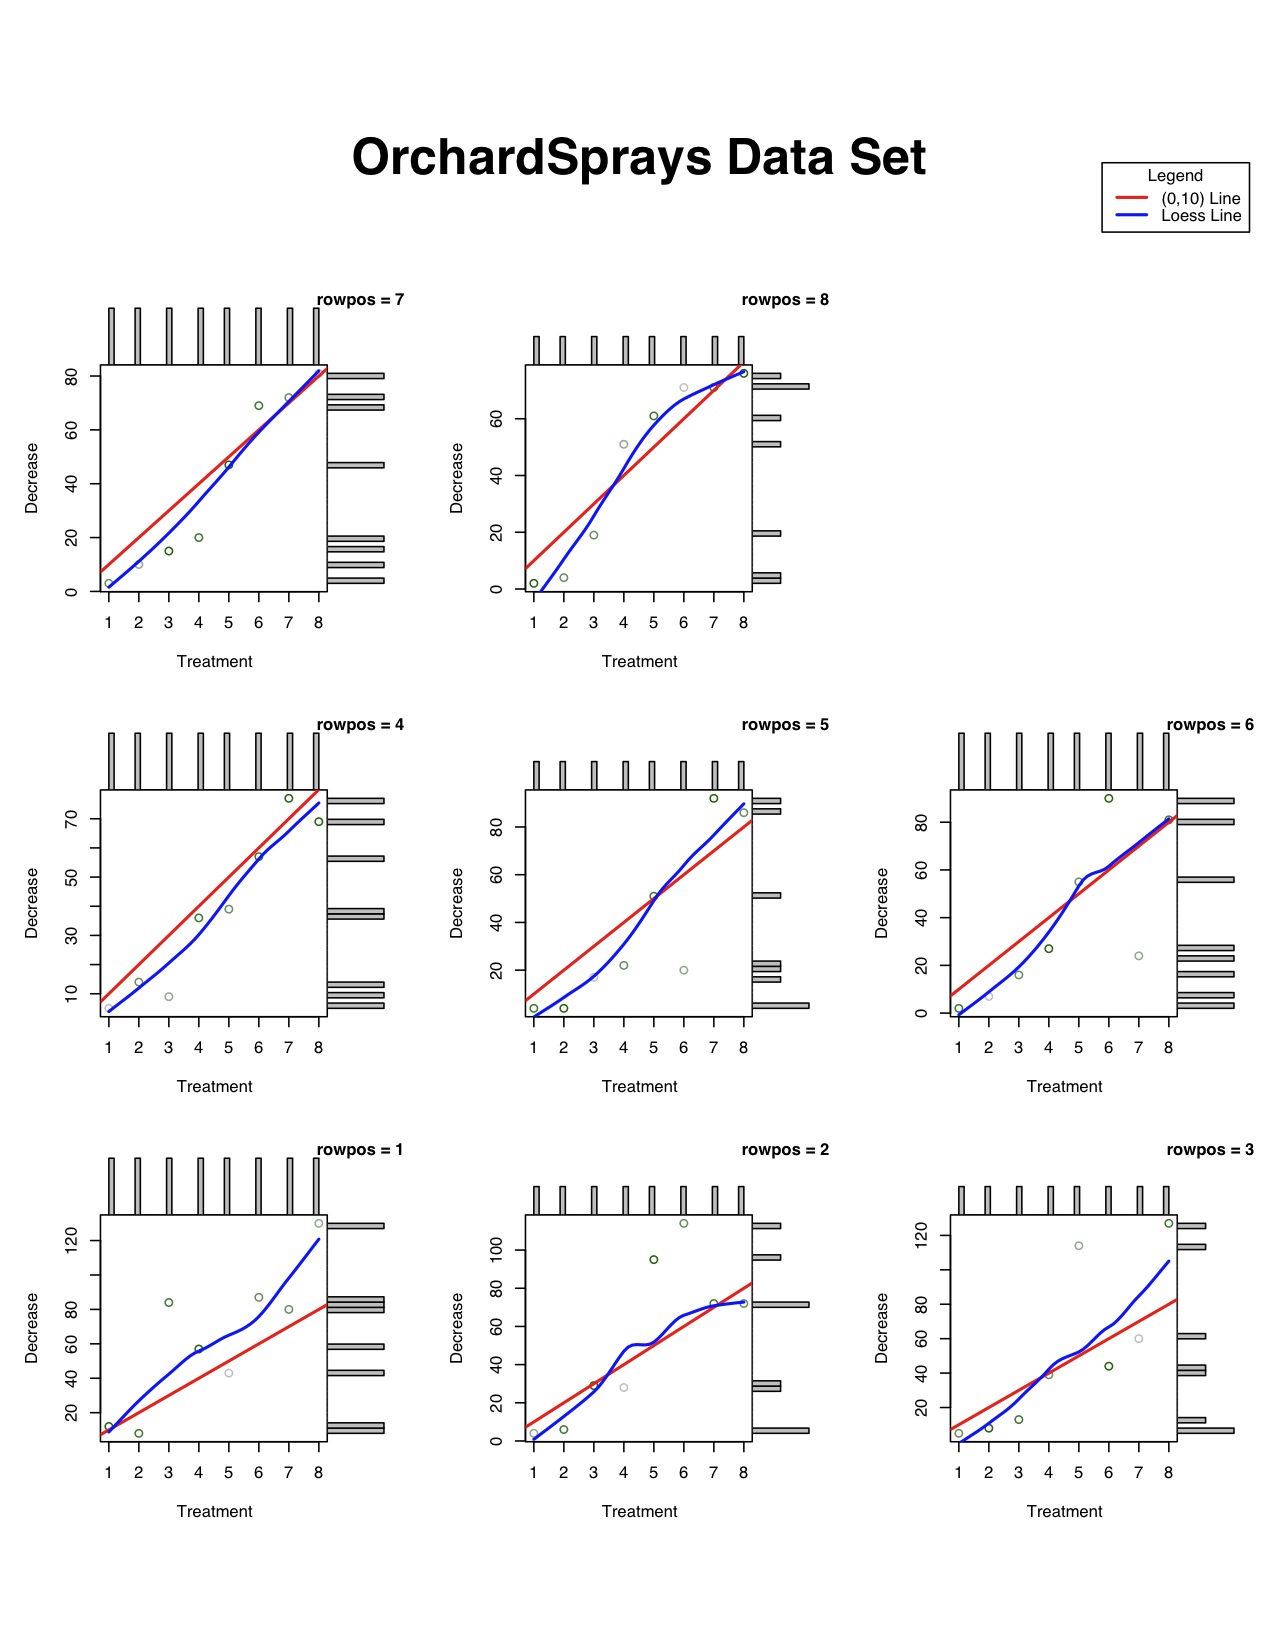 OrchardSprays Data Set
Legend
(0,10) Line
Loess Line
rowpos = 7
Decrease
0 20 40 60 80
1 2 3 4 5 6 7 8
Treatment
rowpos = 8
Decrease
0 20 40 60
1 2 3 4 5 6 7 8
Treatment
rowpos = 4
Decrease
10 30 50 70
1 2 3 4 5 6 7 8
Treatment
rowpos = 5
Decrease
20 40 60 80
1 2 3 4 5 6 7 8
Treatment
rowpos = 6
Decrease
0 20 40 60 80
1 2 3 4 5 6 7 8
Treatment
rowpos = 1
Decrease
20 40 60 80 120
1 2 3 4 5 6 7 8
Treatment
rowpos = 2
Decrease
0 20 40 60 80 100
1 2 3 4 5 6 7 8
Treatment
rowpos = 3
Decrease
20 40 60 80 120
1 2 3 4 5 6 7 8
Treatment